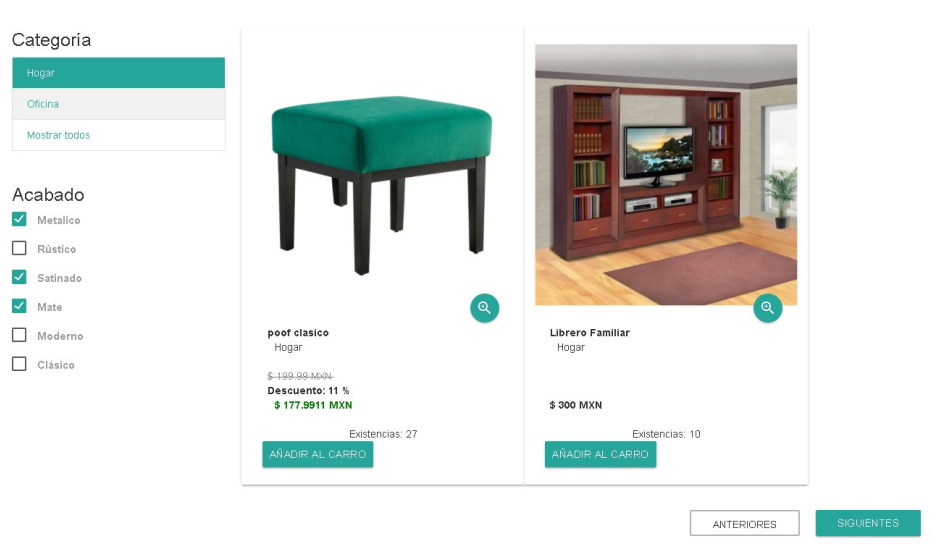 Categoría
Hogar
Oficina
Mostrar todos
Acabado
Metalico
Rústico
Satinado
Mate
Moderno
Clásico
poof clasico
Hogar
$ 199.99 MXN
Descuento: 11 %
$ 177.9911 MXN
Existencias: 27
AÑADIR AL CARRO
Librero Familiar
Hogar
$ 300 MXN
Existencias: 10
AÑADIR AL CARRO
ANTERIORES
SIGUIENTES